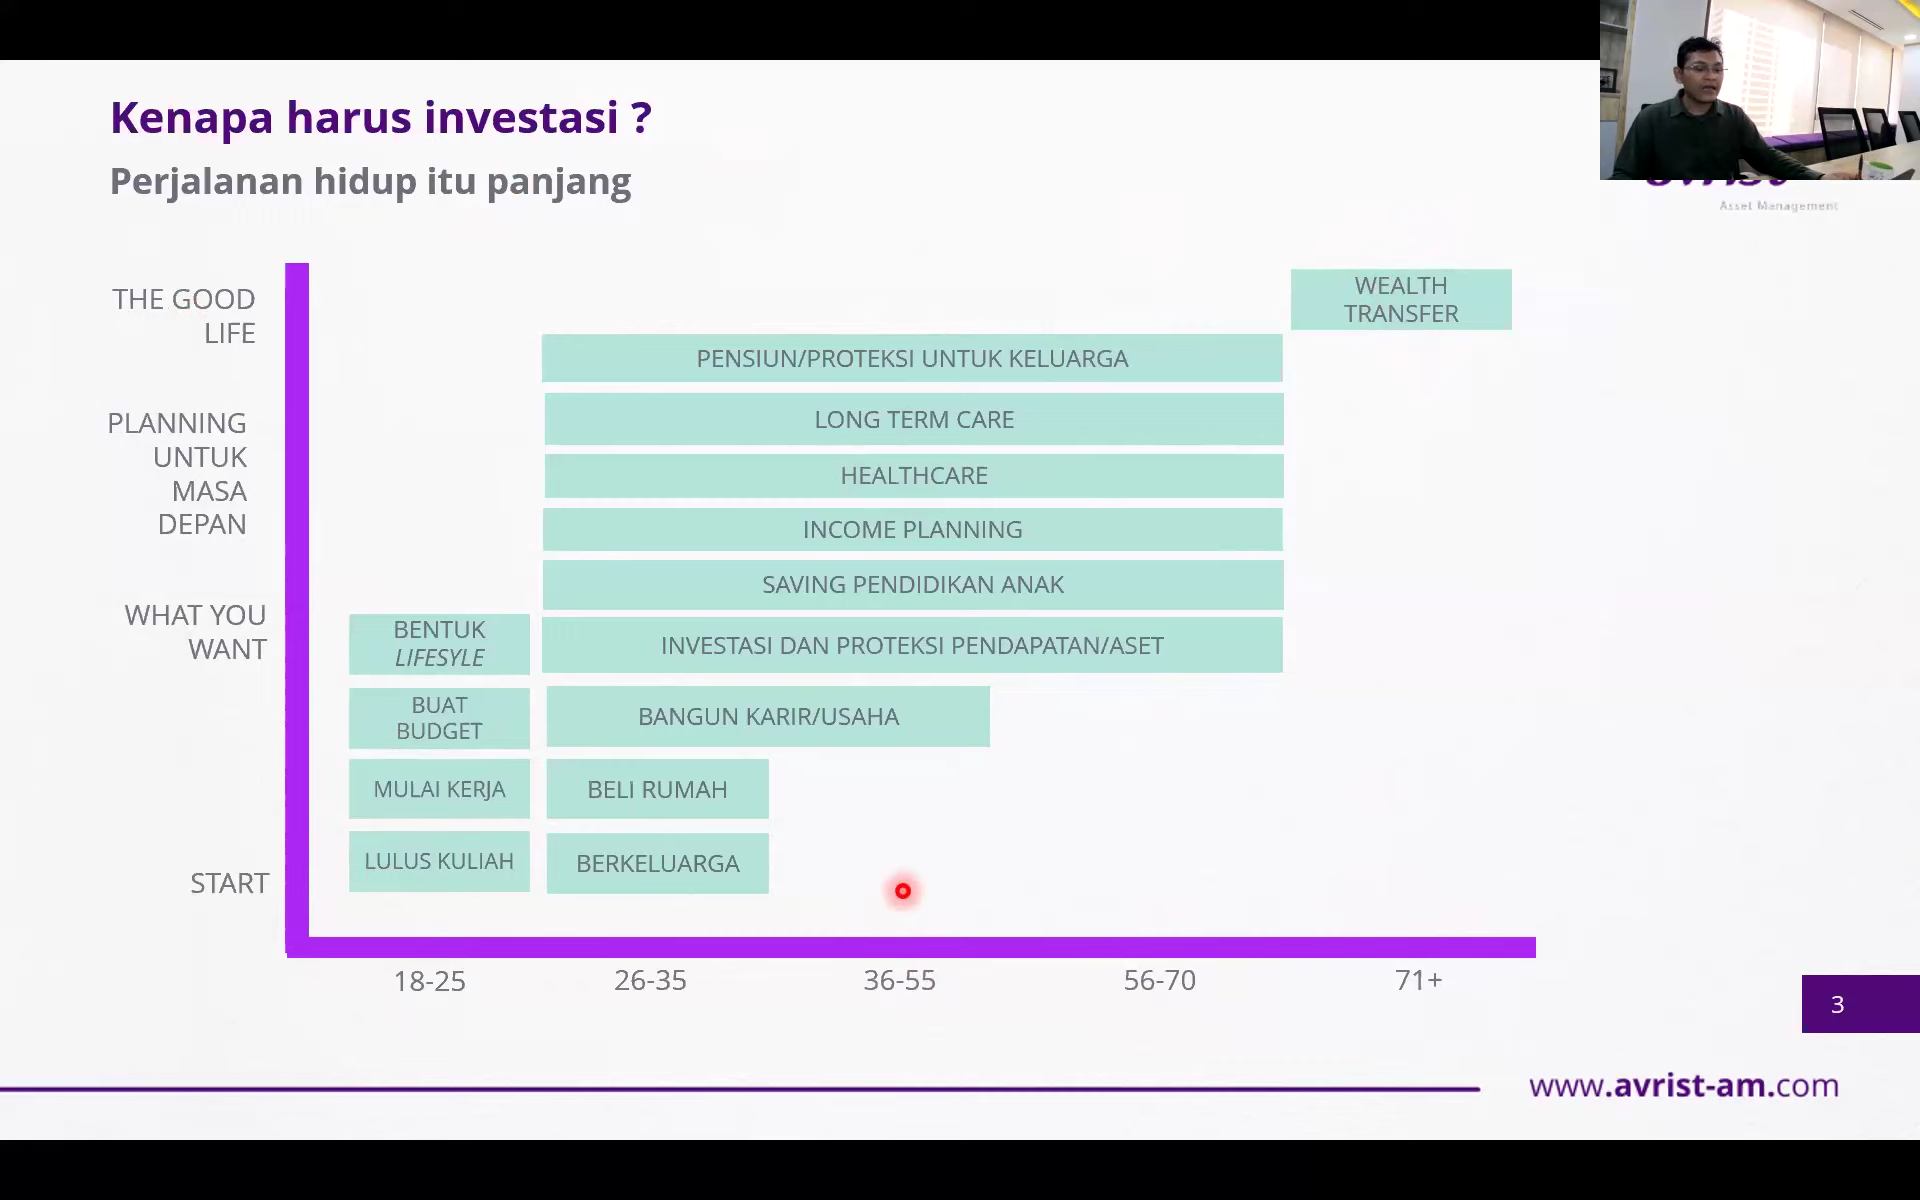 Kenapa harus investasi ?
Perjalanan hidup itu panjang
Asset Management
THE GOOD
LIFE
PLANNING
UNTUK
MASA
DEPAN
WHAT YOU
WANT
START
WEALTH
TRANSFER
PENSIUN/PROTEKSI UNTUK KELUARGA
LONG TERM CARE
HEALTHCARE
INCOME PLANNING
SAVING PENDIDIKAN ANAK
BENTUK
LIFESYLE
INVESTASI DAN PROTEKSI PENDAPATAN/ASET
BUAT
BUDGET
BANGUN KARIR/USAHA
MULAI KERJA
BELI RUMAH
LULUS KULIAH
BERKELUARGA
18-25
26-35
36-55
56-70
71+
3
www.avrist-am.com